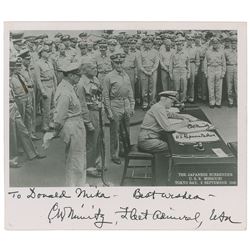 THE JAPANESE SURRENDER
U.S.S. MISSOURI
TOKYO BAY, 2 SEPTEMBER 1945
To Donald Mika - Best wishes -
CW Nimitz, Fleet Admiral, USN